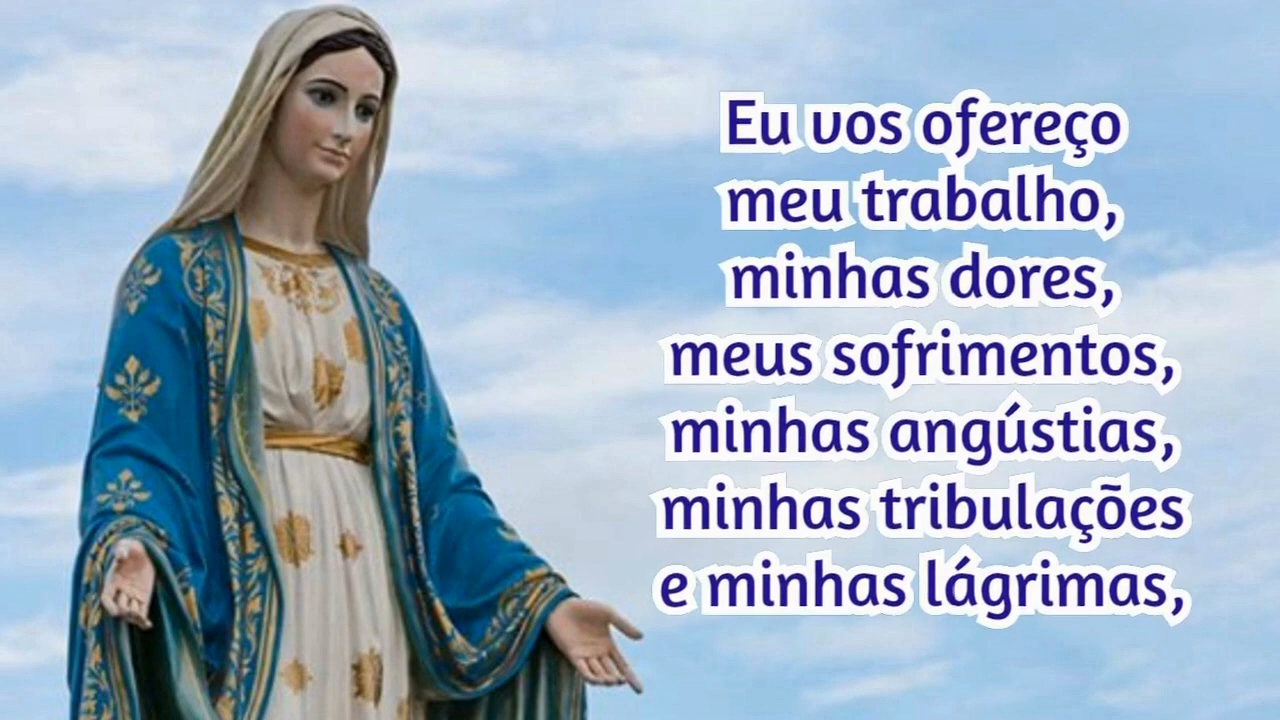 Eu vos ofereço
meu trabalho,
minhas dores,
meus sofrimentos,
minhas angústias,
minhas tribulações
e minhas lágrimas,